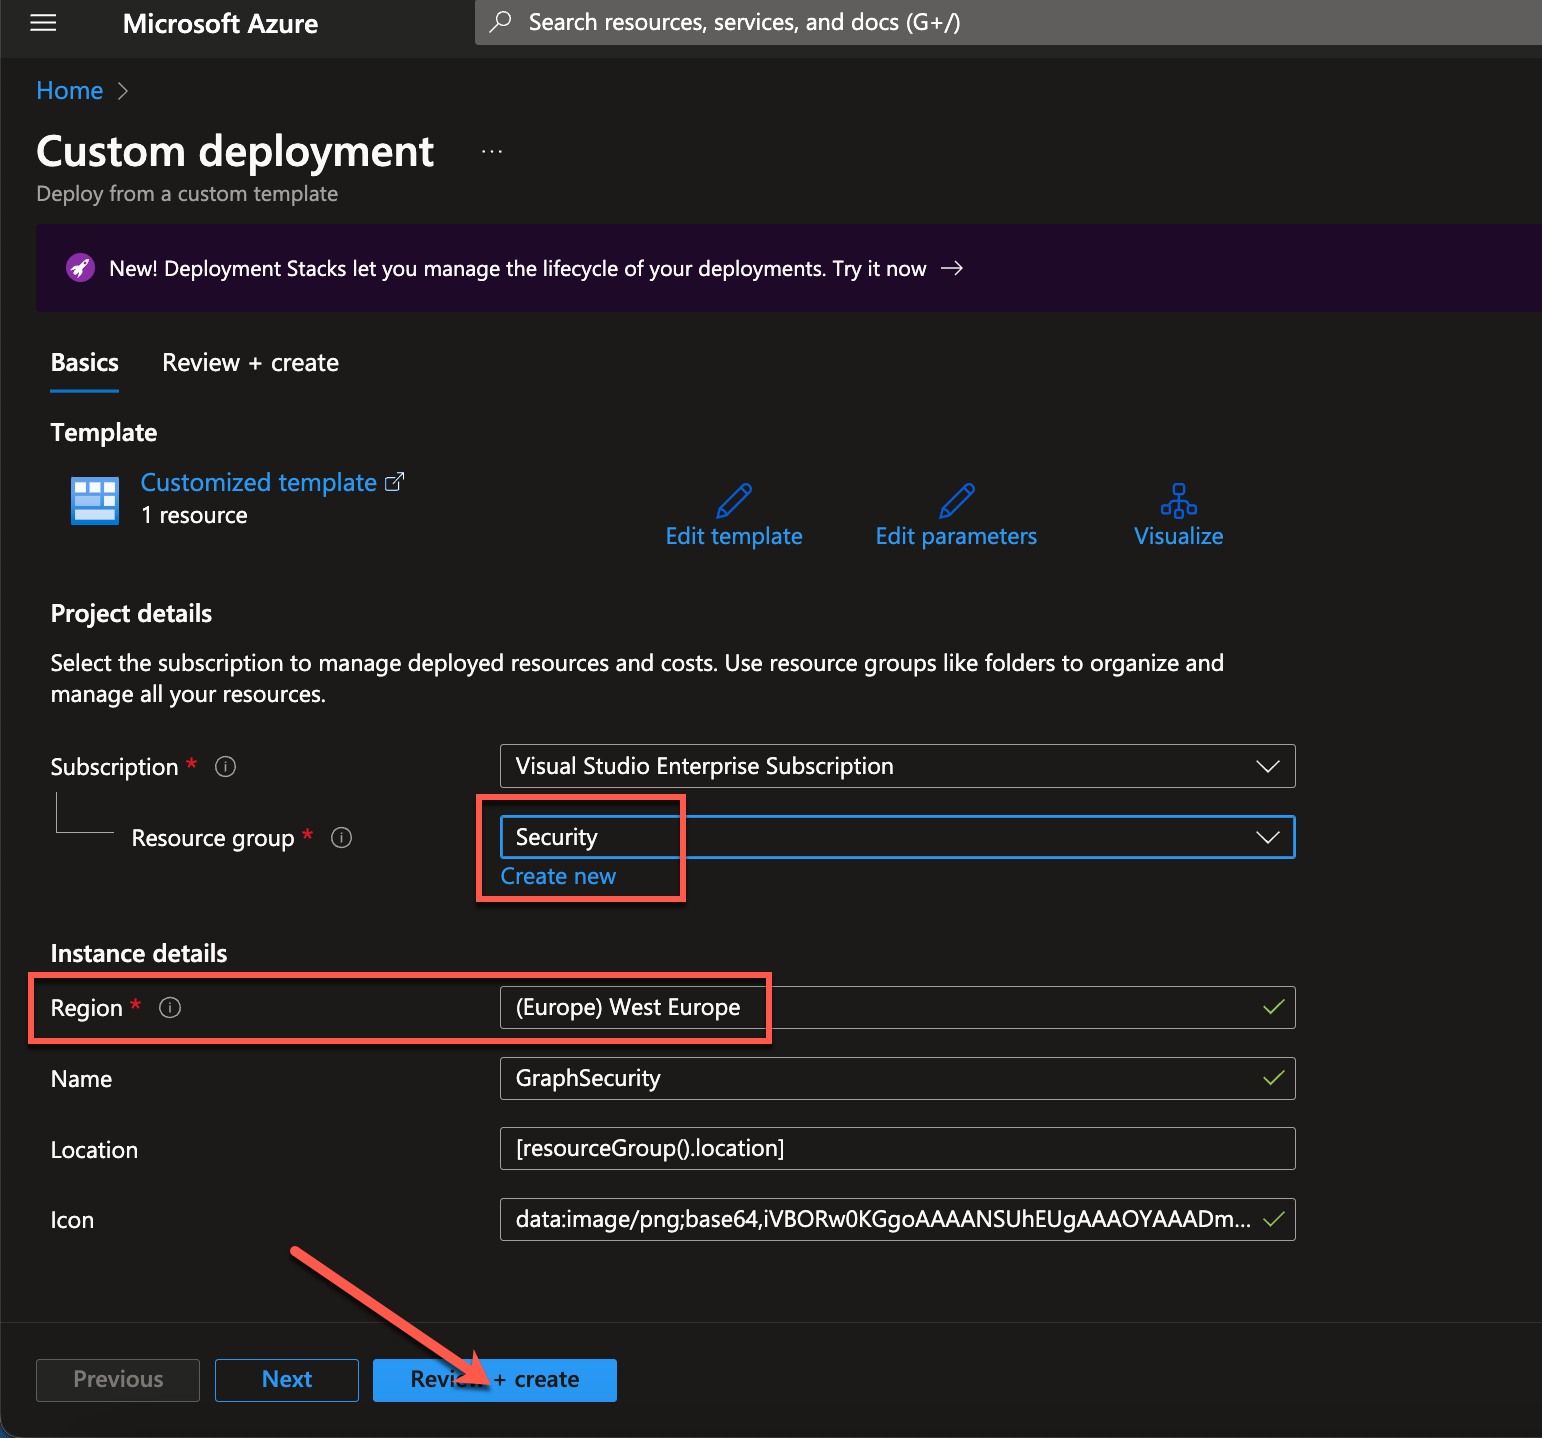 Microsoft Azure
Search resources, services, and docs (G+/)
Home
Custom deployment ...
Deploy from a custom template
New! Deployment Stacks let you manage the lifecycle of your deployments. Try it now →
Basics
Review + create
Template
Customized template
1 resource
Edit template
Edit parameters
Visualize
Project details
Select the subscription to manage deployed resources and costs. Use resource groups like folders to organize and
manage all your resources.
Subscription *
Visual Studio Enterprise Subscription
Resource group *
Security
Create new
Instance details
Region *
(Europe) West Europe
Name
GraphSecurity
Location
[resourceGroup().location]
Icon
data:image/png;base64,iVBORw0KGgoAAAANSUhEUgAAAOYAAADm...
Previous
Next
Review + create